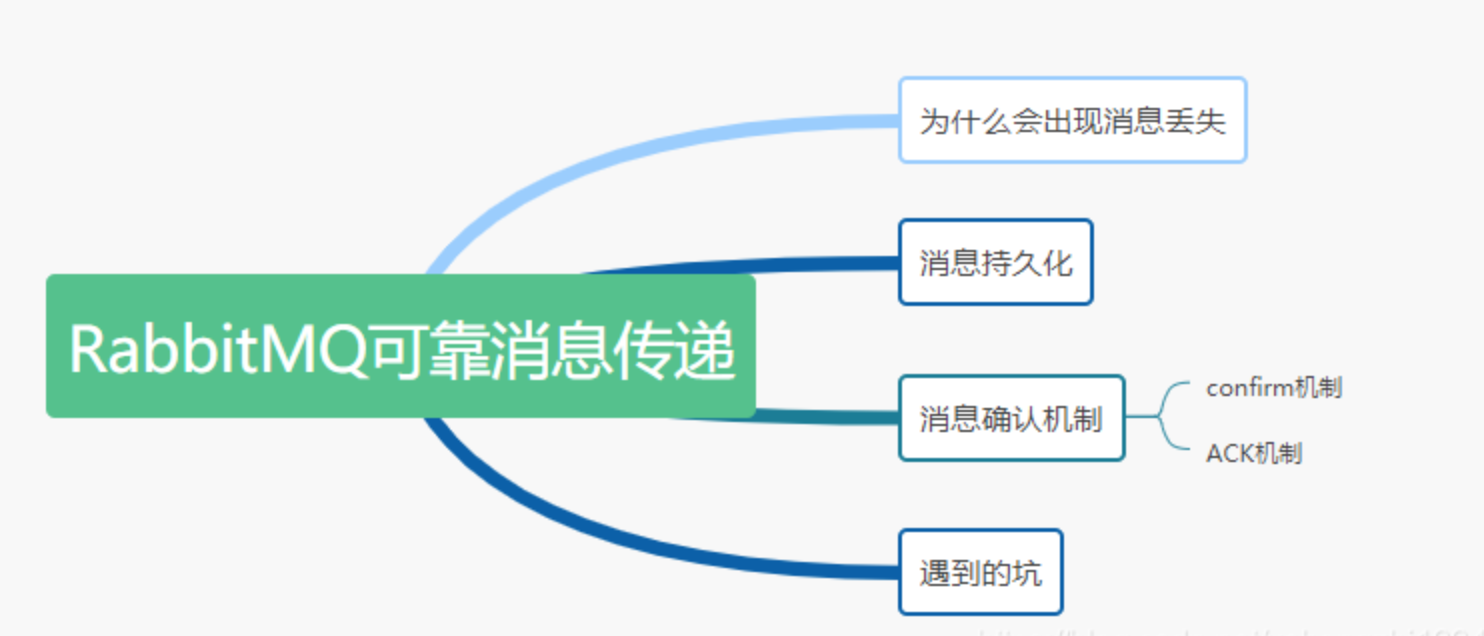 为什么会出现消息丢失
消息持久化
RabbitMQ可靠消息传递
消息确认机制
confirm机制
ACK机制
遇到的坑